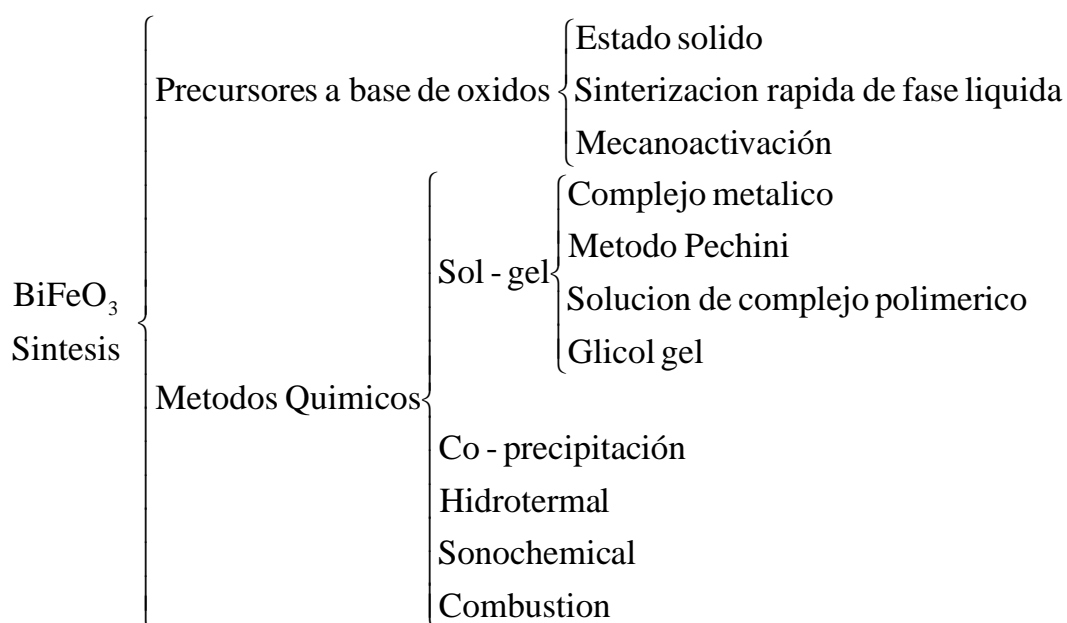 Estado solido
Precursores a base de oxidos
Sinterizacion rapida de fase liquida
Mecanoactivación
Complejo metalico
Metodo Pechini
Sol - gel
Solucion de complejo polimerico
Glicol gel
BiFeO₃
Sintesis
Metodos Quimicos
Co - precipitación
Hidrotermal
Sonochemical
Combustion